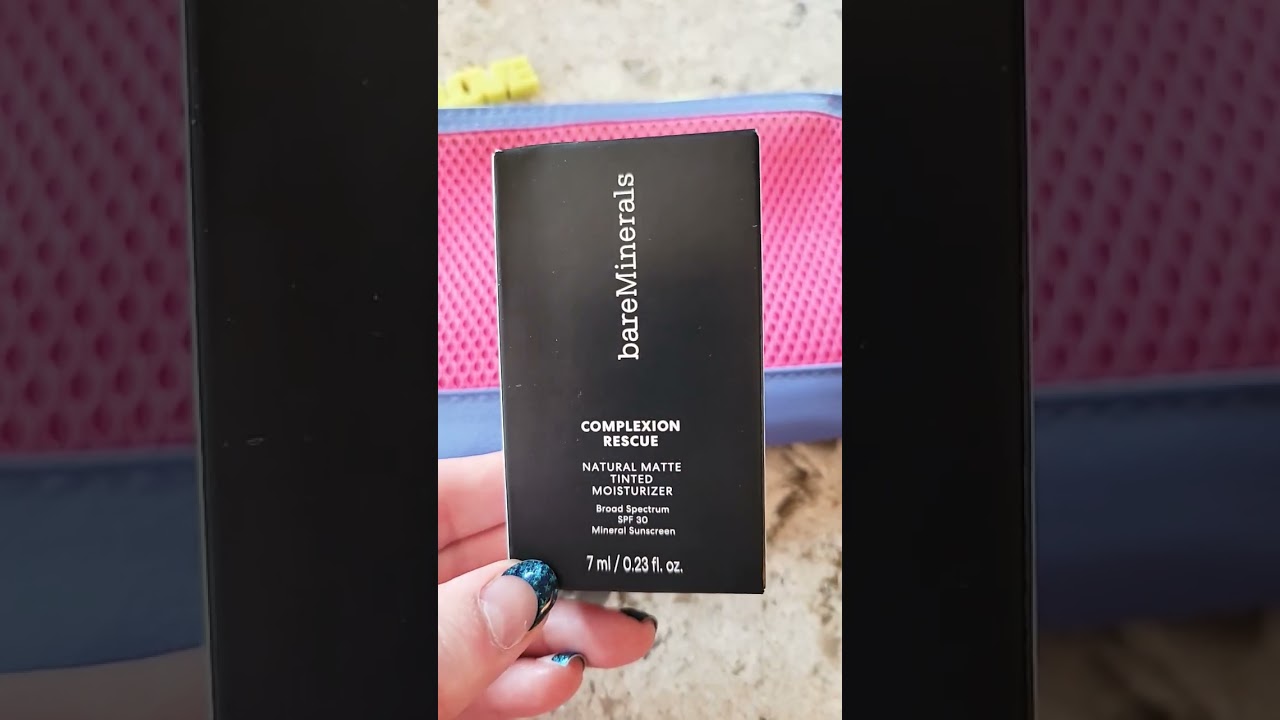 bareMinerals
COMPLEXION
RESCUE
NATURAL MATTE
TINTED
MOISTURIZER
Broad Spectrum
SPF 30
Mineral Sunscreen
7 ml / 0.23 fl. oz.